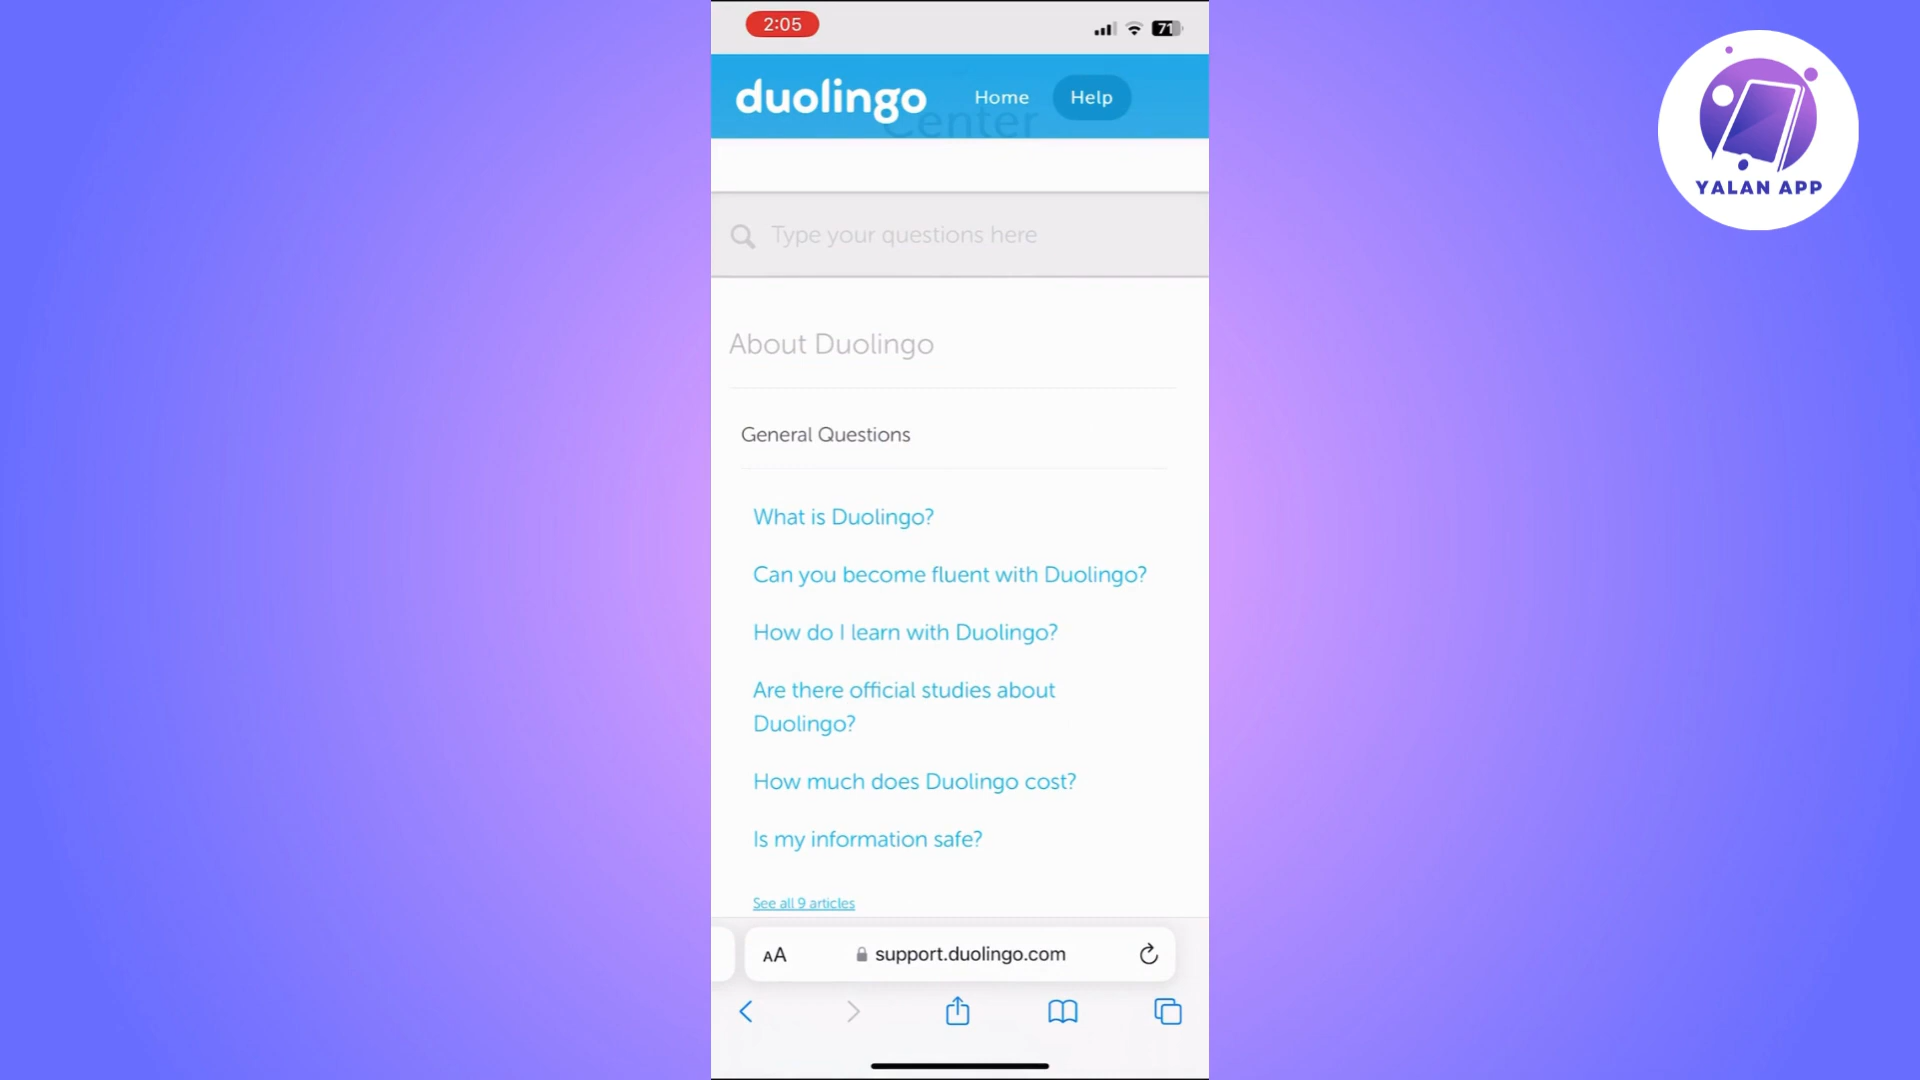 2:05
71
duolingo
Home
Help
Center
Type your questions here
About Duolingo
General Questions
What is Duolingo?
Can you become fluent with Duolingo?
How do I learn with Duolingo?
Are there official studies about
Duolingo?
How much does Duolingo cost?
Is my information safe?
See all 9 articles
AA
support.duolingo.com
YALAN APP